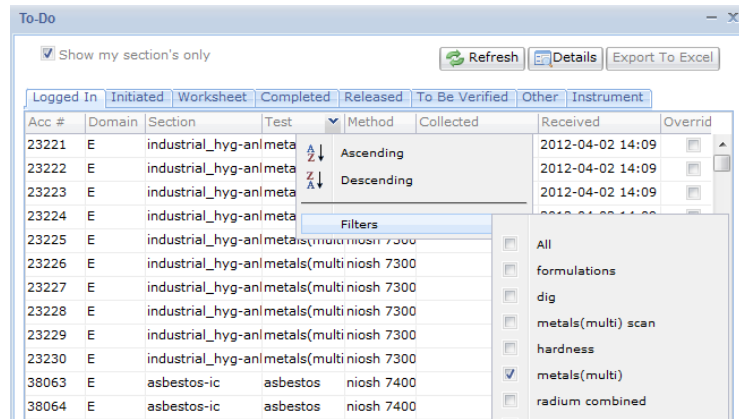 To-Do
Show my section's only Refresh Details Export To Excel
Logged In Initiated Worksheet Completed Released To Be Verified Other Instrument
Acc # Domain Section Test Method Collected Received Overrid
23221 E industrial_hyg-anl meta Ascending 2012-04-02 14:09
23222 E industrial_hyg-anl meta Descending 2012-04-02 14:09
23223 E industrial_hyg-anl meta 2012-04-02 14:09
23224 E industrial_hyg-anl meta Filters
23225 E industrial_hyg-anl metals(multi niosh 7300 All
23226 E industrial_hyg-anl metals(multi niosh 7300 formulations
23227 E industrial_hyg-anl metals(multi niosh 7300 dig
23228 E industrial_hyg-anl metals(multi niosh 7300 metals(multi) scan
23229 E industrial_hyg-anl metals(multi niosh 7300 hardness
23230 E industrial_hyg-anl metals(multi niosh 7300 metals(multi)
38063 E asbestos-ic asbestos niosh 7400 radium combined
38064 E asbestos-ic asbestos niosh 7400